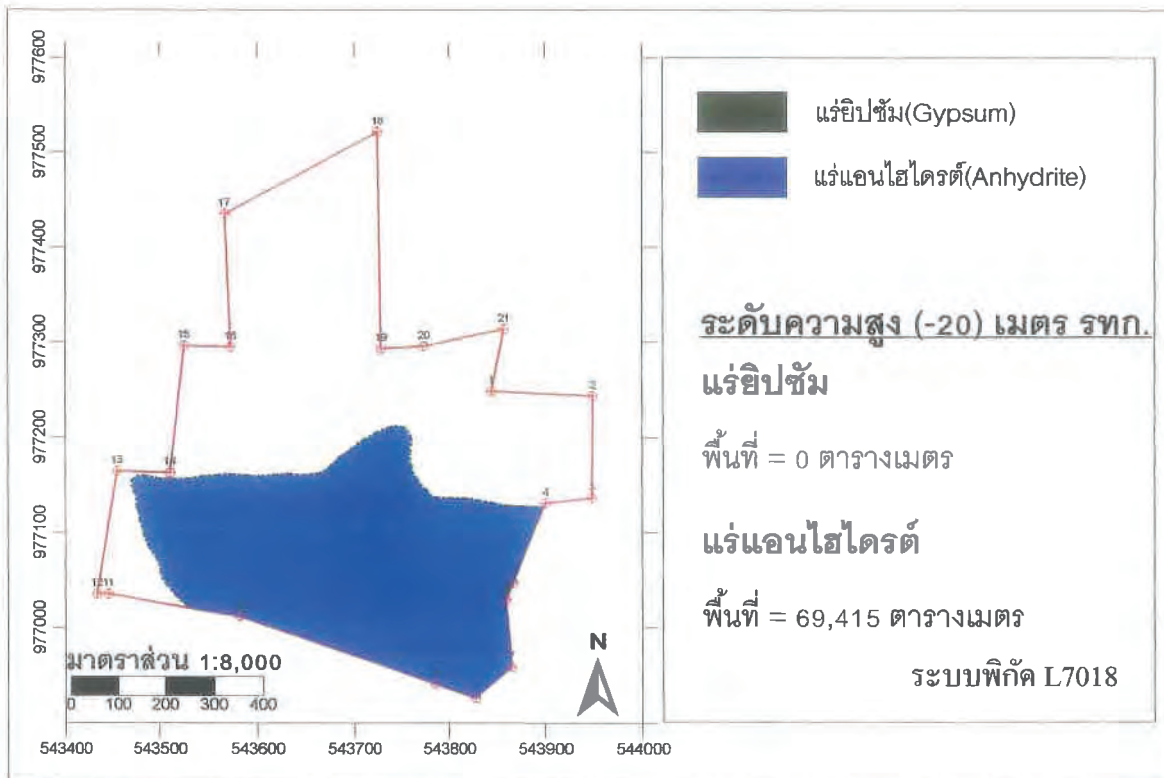 977600
977500
977400
977300
977200
977100
977000
18
17
21
15
20
19
1
13
14
4
12 11
มาตราส่วน 1:8,000
0 100 200 300 400
N
543400 543500 543600 543700 543800 543900 544000
แร่ยิปซัม(Gypsum)
แร่แอนไฮไดรต์(Anhydrite)
ระดับความสูง (-20) เมตร รทก.
แร่ยิปซัม
พื้นที่ = 0 ตารางเมตร
แร่แอนไฮไดรต์
พื้นที่ = 69,415 ตารางเมตร
ระบบพิกัด L7018